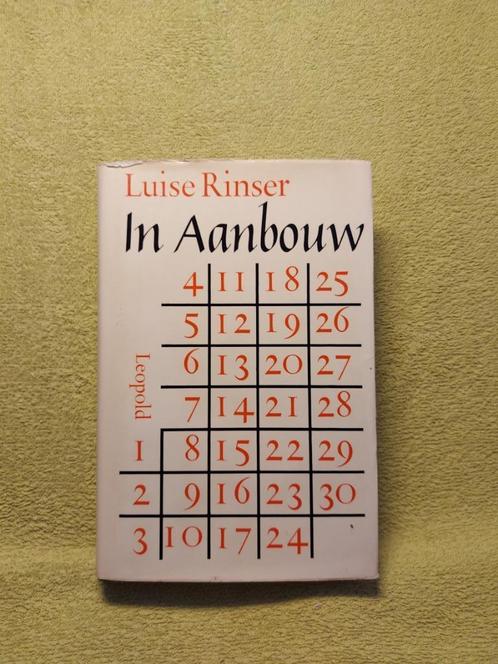 Luise Rinser
In Aanbouw
4 11 18 25
5 12 19 26
6 13 20 27
Leopold
7 14 21 28
1 8 15 22 29
2 9 16 23 30
3 10 17 24